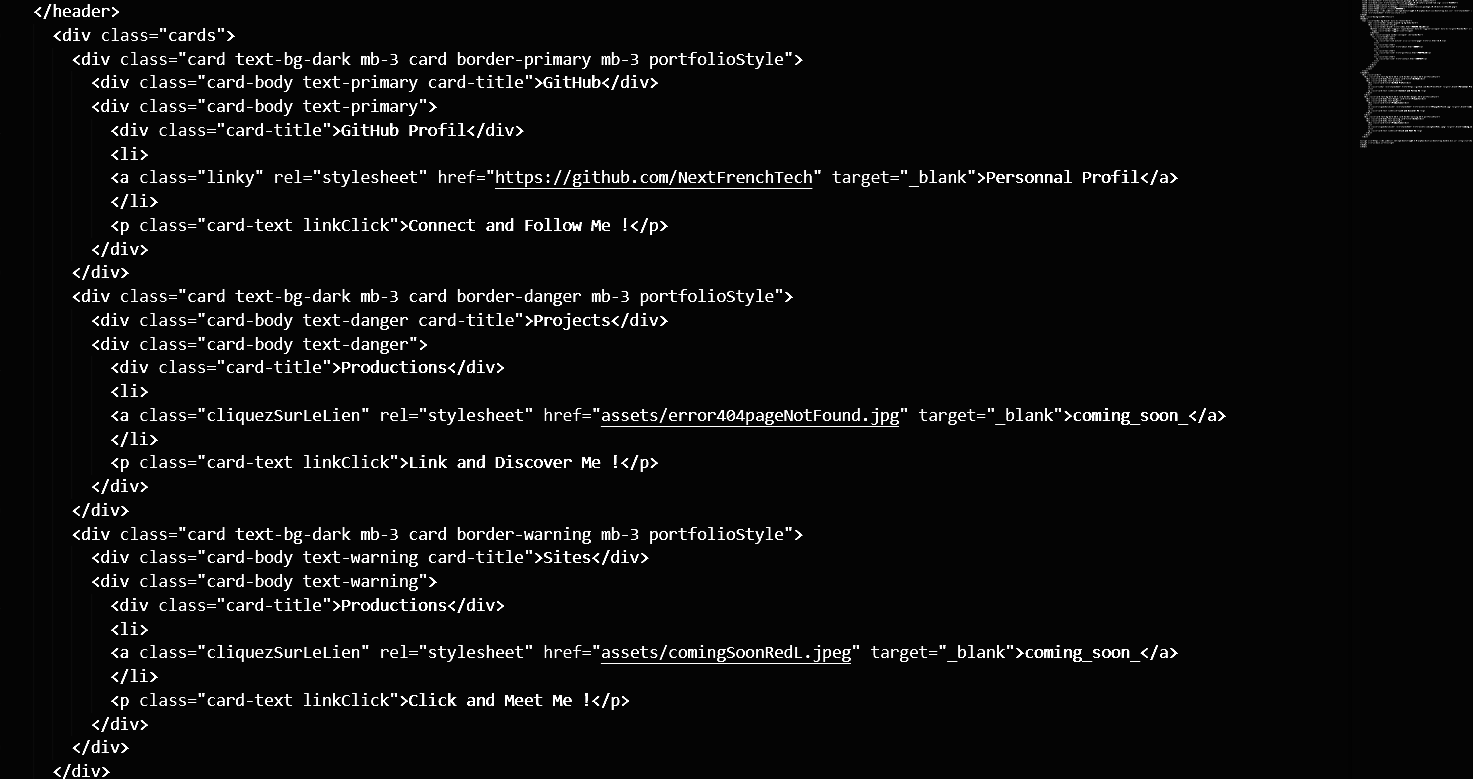 </header>
<div class="cards">
<div class="card text-bg-dark mb-3 card border-primary mb-3 portfolioStyle">
<div class="card-body text-primary card-title">GitHub</div>
<div class="card-body text-primary">
<div class="card-title">GitHub Profil</div>
<li>
<a class="linky" rel="stylesheet" href="https://github.com/NextFrenchTech" target="_blank">Personnal Profil</a>
</li>
<p class="card-text linkClick">Connect and Follow Me !</p>
</div>
</div>
<div class="card text-bg-dark mb-3 card border-danger mb-3 portfolioStyle">
<div class="card-body text-danger card-title">Projects</div>
<div class="card-body text-danger">
<div class="card-title">Productions</div>
<li>
<a class="cliquezSurLeLien" rel="stylesheet" href="assets/error404pageNotFound.jpg" target="_blank">coming_soon_</a>
</li>
<p class="card-text linkClick">Link and Discover Me !</p>
</div>
</div>
<div class="card text-bg-dark mb-3 card border-warning mb-3 portfolioStyle">
<div class="card-body text-warning card-title">Sites</div>
<div class="card-body text-warning">
<div class="card-title">Productions</div>
<li>
<a class="cliquezSurLeLien" rel="stylesheet" href="assets/comingSoonRedL.jpeg" target="_blank">coming_soon_</a>
</li>
<p class="card-text linkClick">Click and Meet Me !</p>
</div>
</div>
</div>